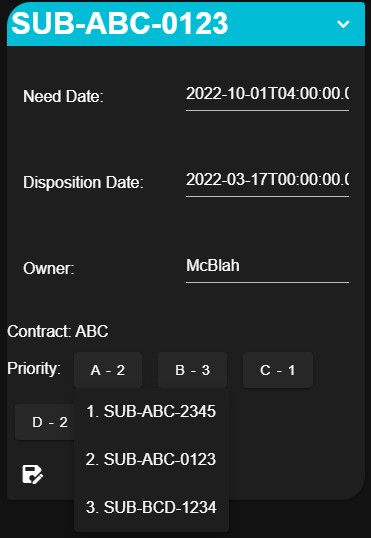 SUB-ABC-0123
Need Date: 2022-10-01T04:00:00.0
Disposition Date: 2022-03-17T00:00:00.0
Owner: McBlah
Contract: ABC
Priority: A - 2 B - 3 C - 1
D - 2
1. SUB-ABC-2345
2. SUB-ABC-0123
3. SUB-BCD-1234